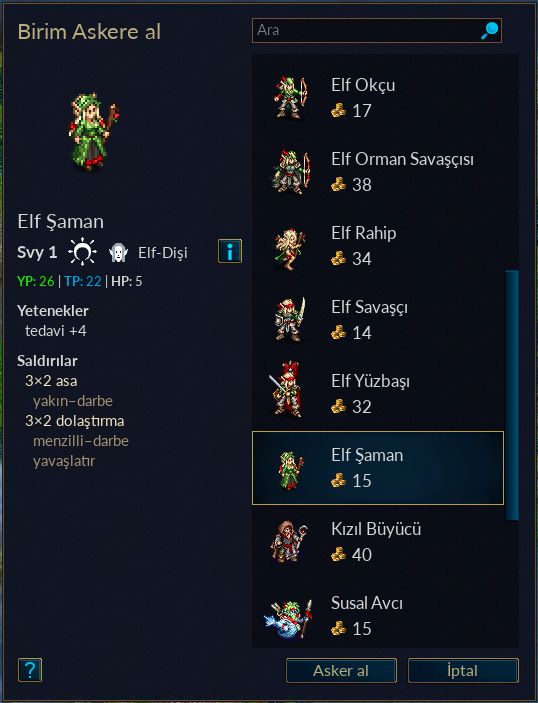 Birim Askere al
Ara
Elf Şaman
Svy 1 Elf-Dişi
YP: 26 | TP: 22 | HP: 5
Yetenekler
tedavi +4
Saldırılar
3×2 asa
yakın–darbe
3×2 dolaştırma
menzilli–darbe
yavaşlatır
Elf Okçu
17
Elf Orman Savaşçısı
38
Elf Rahip
34
Elf Savaşçı
14
Elf Yüzbaşı
32
Elf Şaman
15
Kızıl Büyücü
40
Susal Avcı
15
?
Asker al
İptal